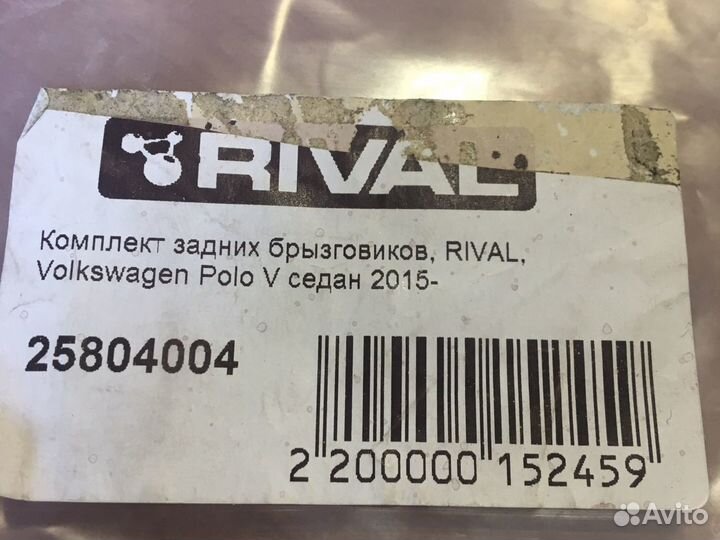 RIVAL
Комплект задних брызговиков, RIVAL,
Volkswagen Polo V седан 2015-
25804004
2 200000 152459
Avito